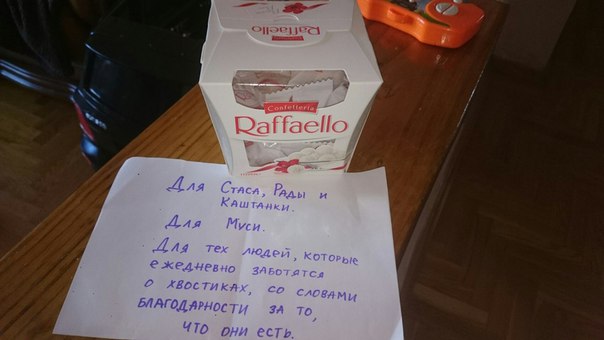 Raffaello
Confetteria
Raffaello
Для Стаса, Рады и
Каштанки.
Для Муси.
Для тех людей, которые
ежедневно заботятся
о хвостиках, со словами
благодарности за то,
что они есть.